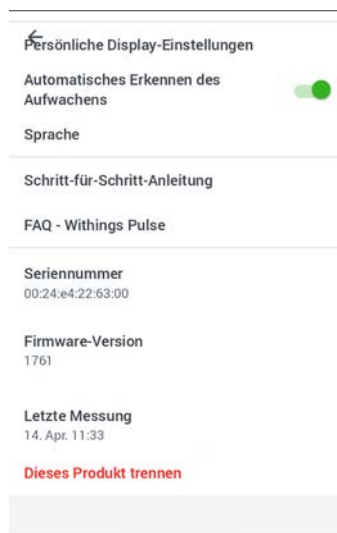 Persönliche Display-Einstellungen
Automatisches Erkennen des
Aufwachens
Sprache
Schritt-für-Schritt-Anleitung
FAQ - Withings Pulse
Seriennummer
00:24:e4:22:63:00
Firmware-Version
1761
Letzte Messung
14. Apr. 11:33
Dieses Produkt trennen